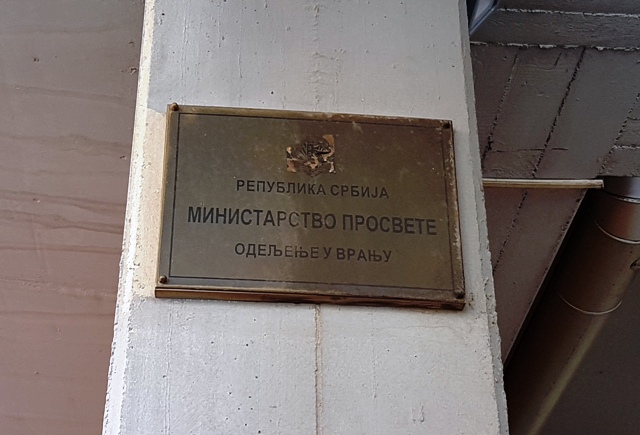 РЕПУБЛИКА СРБИЈА
МИНИСТАРСТВО ПРОСВЕТЕ
ОДЕЉЕЊЕ У ВРАЊУ